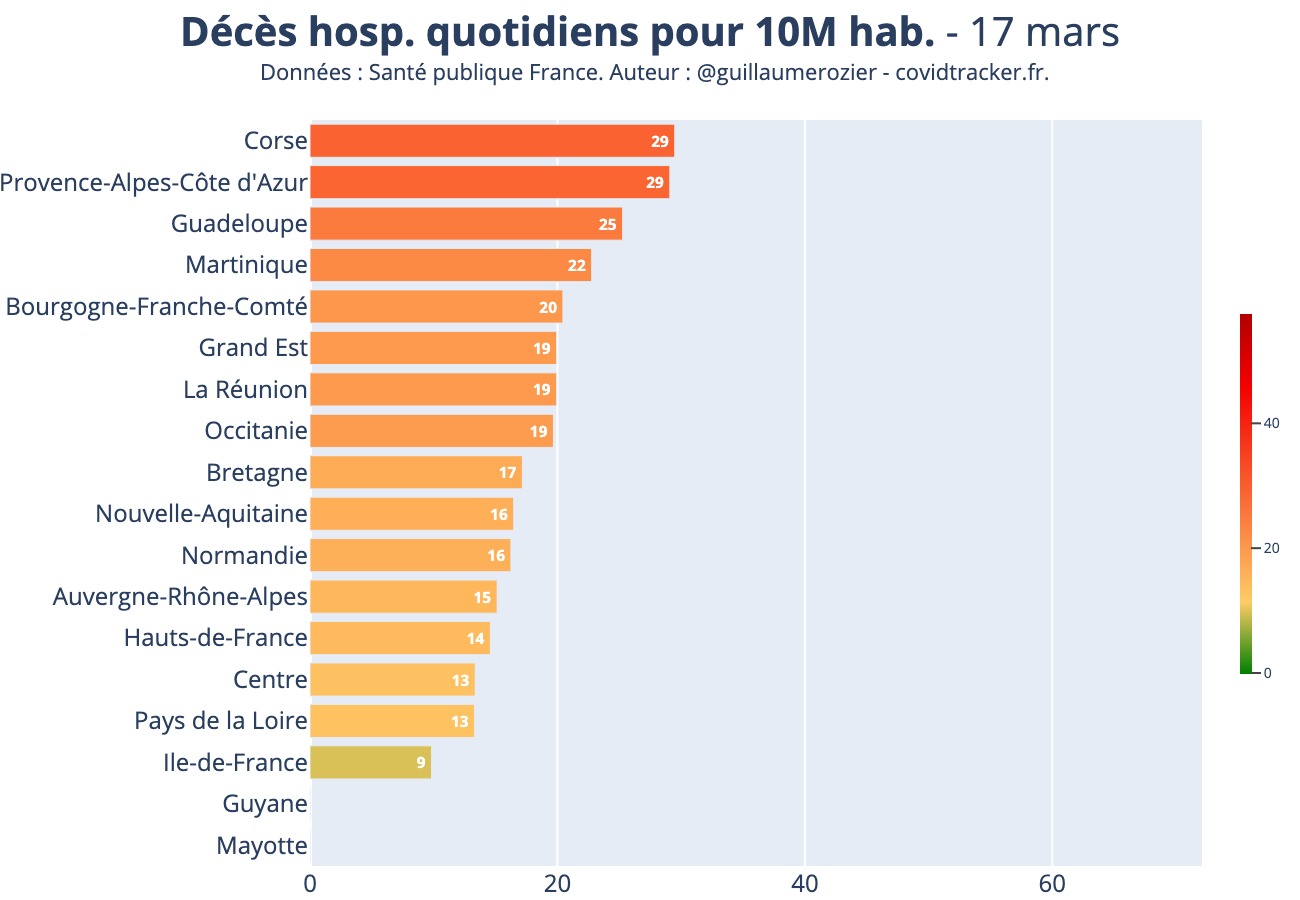 Décès hosp. quotidiens pour 10M hab. - 17 mars
Données : Santé publique France. Auteur : @guillaumerozier - covidtracker.fr.
Corse 29
Provence-Alpes-Côte d'Azur 29
Guadeloupe 25
Martinique 22
Bourgogne-Franche-Comté 20
Grand Est 19
La Réunion 19
Occitanie 19
Bretagne 17
Nouvelle-Aquitaine 16
Normandie 16
Auvergne-Rhône-Alpes 15
Hauts-de-France 14
Centre 13
Pays de la Loire 13
Ile-de-France 9
Guyane
Mayotte
0 20 40 60
40
20
0